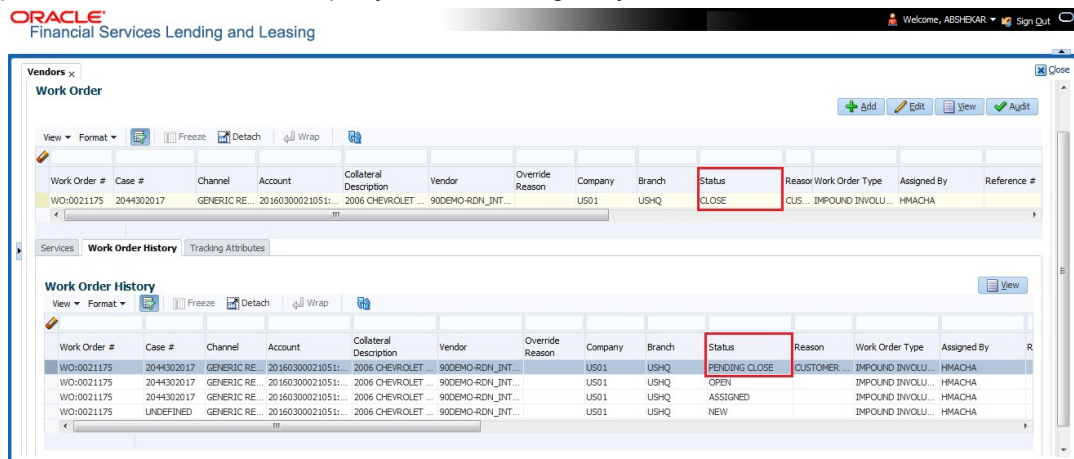 ORACLE
Financial Services Lending and Leasing
Welcome, ABSHEKAR Sign Out
Vendors x
Close
Work Order
Add Edit View Audit
View Format Freeze Detach Wrap
Work Order # Case # Channel Account Collateral Description Vendor Override Reason Company Branch Status Reason Work Order Type Assigned By Reference #
WO:0021175 2044302017 GENERIC RE... 20160300021051:... 2006 CHEVROLET ... 90DEMO-RDN_INT... US01 USHQ CLOSE CUS... IMPOUND INVOLU... HMACHA
Services Work Order History Tracking Attributes
Work Order History
View
View Format Freeze Detach Wrap
Work Order # Case # Channel Account Collateral Description Vendor Override Reason Company Branch Status Reason Work Order Type Assigned By R
WO:0021175 2044302017 GENERIC RE... 20160300021051:... 2006 CHEVROLET ... 90DEMO-RDN_INT... US01 USHQ PENDING CLOSE CUSTOMER ... IMPOUND INVOLU... HMACHA
WO:0021175 2044302017 GENERIC RE... 20160300021051:... 2006 CHEVROLET ... 90DEMO-RDN_INT... US01 USHQ OPEN IMPOUND INVOLU... HMACHA
WO:0021175 2044302017 GENERIC RE... 20160300021051:... 2006 CHEVROLET ... 90DEMO-RDN_INT... US01 USHQ ASSIGNED IMPOUND INVOLU... HMACHA
WO:0021175 UNDEFINED GENERIC RE... 20160300021051:... 2006 CHEVROLET ... 90DEMO-RDN_INT... US01 USHQ NEW IMPOUND INVOLU... HMACHA